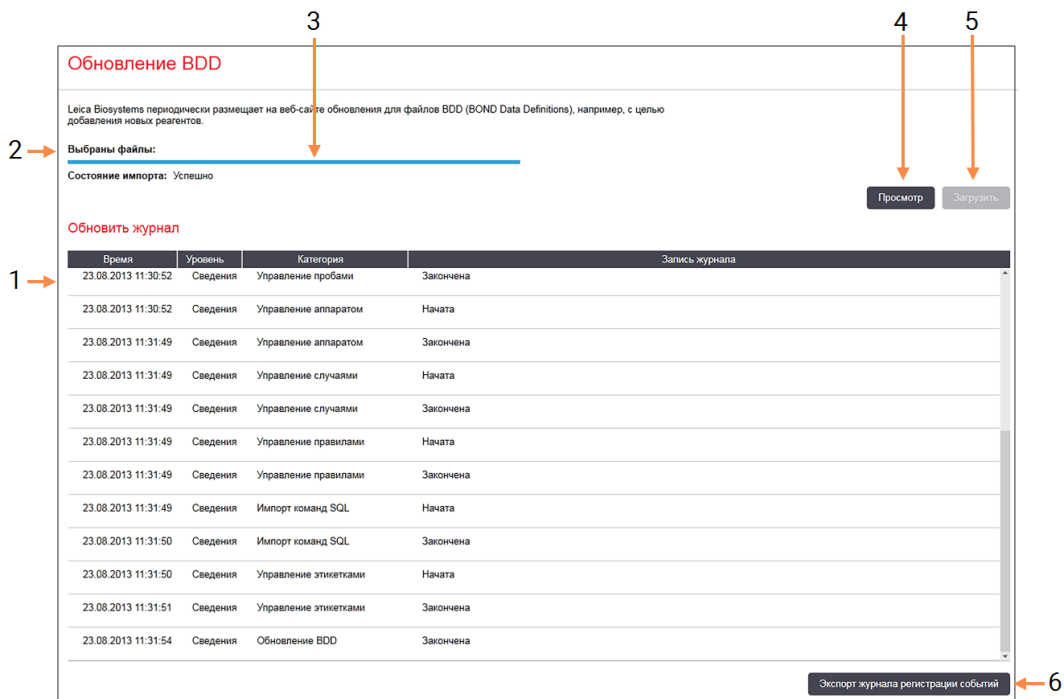 3 4 5
Обновление BDD
Leica Biosystems периодически размещает на веб-сайте обновления для файлов BDD (BOND Data Definitions), например, с целью
добавления новых реагентов.
2 Выбраны файлы:
Состояние импорта: Успешно
Просмотр Загрузить
Обновить журнал
Время Уровень Категория Запись журнала
1 23.08.2013 11:30:52 Сведения Управление пробами Закончена
23.08.2013 11:30:52 Сведения Управление аппаратом Начата
23.08.2013 11:31:49 Сведения Управление аппаратом Закончена
23.08.2013 11:31:49 Сведения Управление случаями Начата
23.08.2013 11:31:49 Сведения Управление случаями Закончена
23.08.2013 11:31:49 Сведения Управление правилами Начата
23.08.2013 11:31:49 Сведения Управление правилами Закончена
23.08.2013 11:31:49 Сведения Импорт команд SQL Начата
23.08.2013 11:31:50 Сведения Импорт команд SQL Закончена
23.08.2013 11:31:50 Сведения Управление этикетками Начата
23.08.2013 11:31:51 Сведения Управление этикетками Закончена
23.08.2013 11:31:54 Сведения Обновление BDD Закончена
Экспорт журнала регистрации событий 6